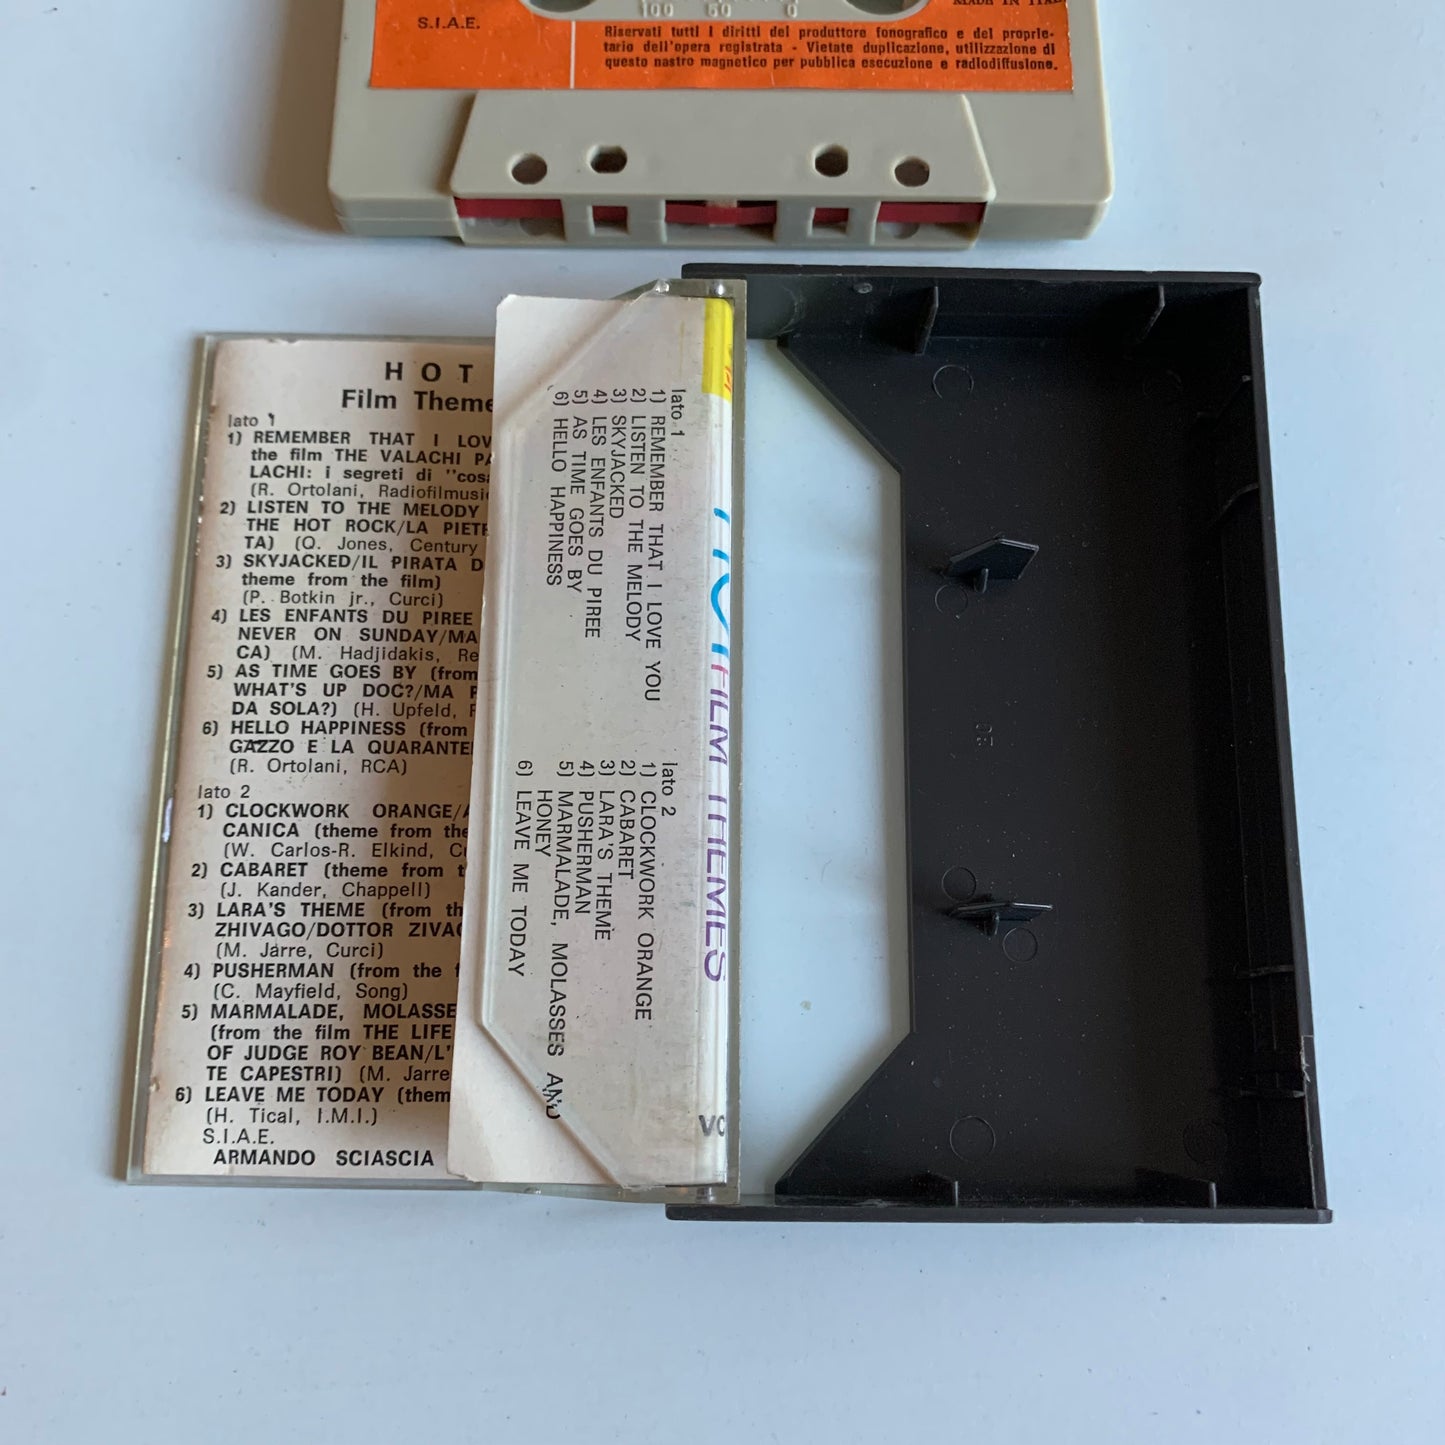 S.I.A.E.
100 50 0
MADE IN
Riservati tutti i diritti del produttore fonografico e del proprie-
tario dell'opera registrata - Vietate duplicazione, utilizzazione di
questo nastro magnetico per pubblica esecuzione e radiodiffusione.
HOT
Film Theme
lato 1
1) REMEMBER THAT I LOV
the film THE VALACHI PA
LACHI: i segreti di "cosa
(R. Ortolani, Radiofilmusic
2) LISTEN TO THE MELODY
THE HOT ROCK/LA PIETR
TA) (Q. Jones, Century
3) SKYJACKED/IL PIRATA D
theme from the film)
(P. Botkin jr., Curci)
4) LES ENFANTS DU PIREE
NEVER ON SUNDAY/MA
CA) (M. Hadjidakis, Re
5) AS TIME GOES BY (from
WHAT'S UP DOC?/MA P
DA SOLA?) (H. Upfeld, F
6) HELLO HAPPINESS (from
GAZZO E LA QUARANTE
(R. Ortolani, RCA)
lato 2
1) CLOCKWORK ORANGE/A
CANICA (theme from the
(W. Carlos-R. Elkind, Cu
2) CABARET (theme from t
(J. Kander, Chappell)
3) LARA'S THEME (from th
ZHIVAGO/DOTTOR ZIVAG
(M. Jarre, Curci)
4) PUSHERMAN (from the f
(C. Mayfield, Song)
5) MARMALADE, MOLASSE
(from the film THE LIFE
OF JUDGE ROY BEAN/L'
TE CAPESTRI) (M. Jarre
6) LEAVE ME TODAY (them
(H. Tical, I.M.I.)
S.I.A.E.
ARMANDO SCIASCIA
lato 1
1) REMEMBER THAT I LOVE YOU
2) LISTEN TO THE MELODY
3) SKYJACKED
4) LES ENFANTS DU PIREE
5) AS TIME GOES BY
6) HELLO HAPPINESS
lato 2
1) CLOCKWORK ORANGE
2) CABARET
3) LARA'S THEME
4) PUSHERMAN
5) MARMALADE, MOLASSES AND
HONEY
6) LEAVE ME TODAY
HOT FILM THEMES
VC